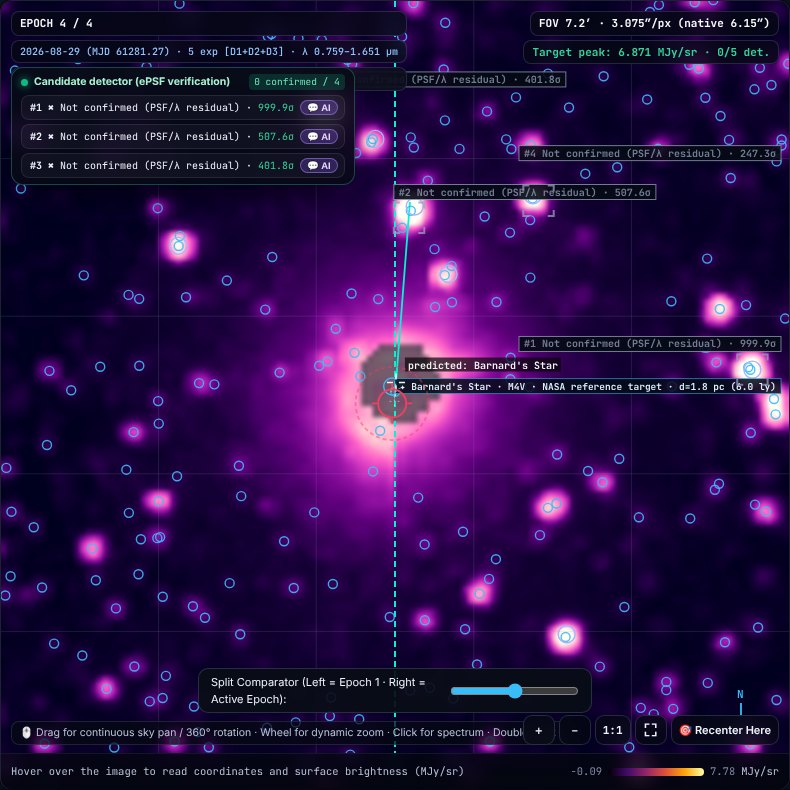 EPOCH 4 / 4
FOV 7.2′ · 3.075″/px (native 6.15″)
2026-08-29 (MJD 61281.27) · 5 exp [D1+D2+D3] · λ 0.759–1.651 μm
Target peak: 6.871 MJy/sr · 0/5 det.
Candidate detector (ePSF verification)
0 confirmed / 4
(PSF/λ residual) · 401.8σ
#1 ✖ Not confirmed (PSF/λ residual) · 999.9σ 💬 AI
#2 ✖ Not confirmed (PSF/λ residual) · 507.6σ 💬 AI
#3 ✖ Not confirmed (PSF/λ residual) · 401.8σ 💬 AI
#4 Not confirmed (PSF/λ residual) · 247.3σ
#2 Not confirmed (PSF/λ residual) · 507.6σ
#1 Not confirmed (PSF/λ residual) · 999.9σ
predicted: Barnard's Star
Barnard's Star · M4V · NASA reference target · d=1.8 pc (6.0 ly)
Split Comparator (Left = Epoch 1 · Right =
Active Epoch):
N
🖱️ Drag for continuous sky pan / 360° rotation · Wheel for dynamic zoom · Click for spectrum · Doubl
+
−
1:1
🎯 Recenter Here
Hover over the image to read coordinates and surface brightness (MJy/sr)
-0.09
7.78 MJy/sr